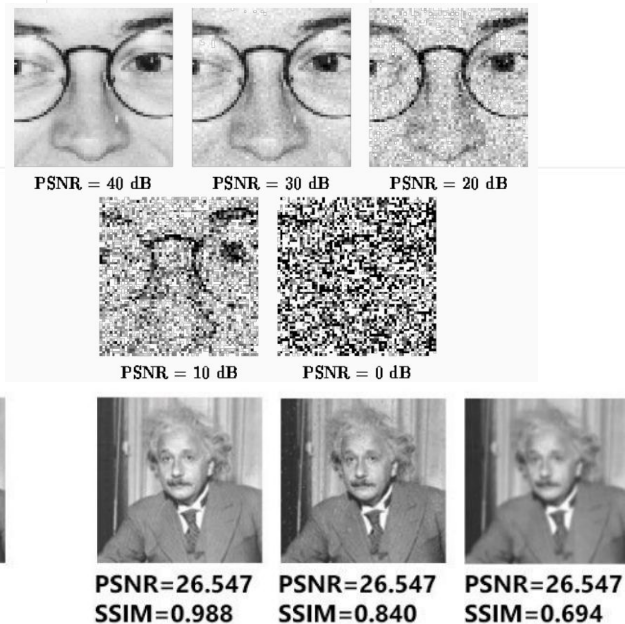 PSNR = 40 dB
PSNR = 30 dB
PSNR = 20 dB
PSNR = 10 dB
PSNR = 0 dB
PSNR=26.547
SSIM=0.988
PSNR=26.547
SSIM=0.840
PSNR=26.547
SSIM=0.694